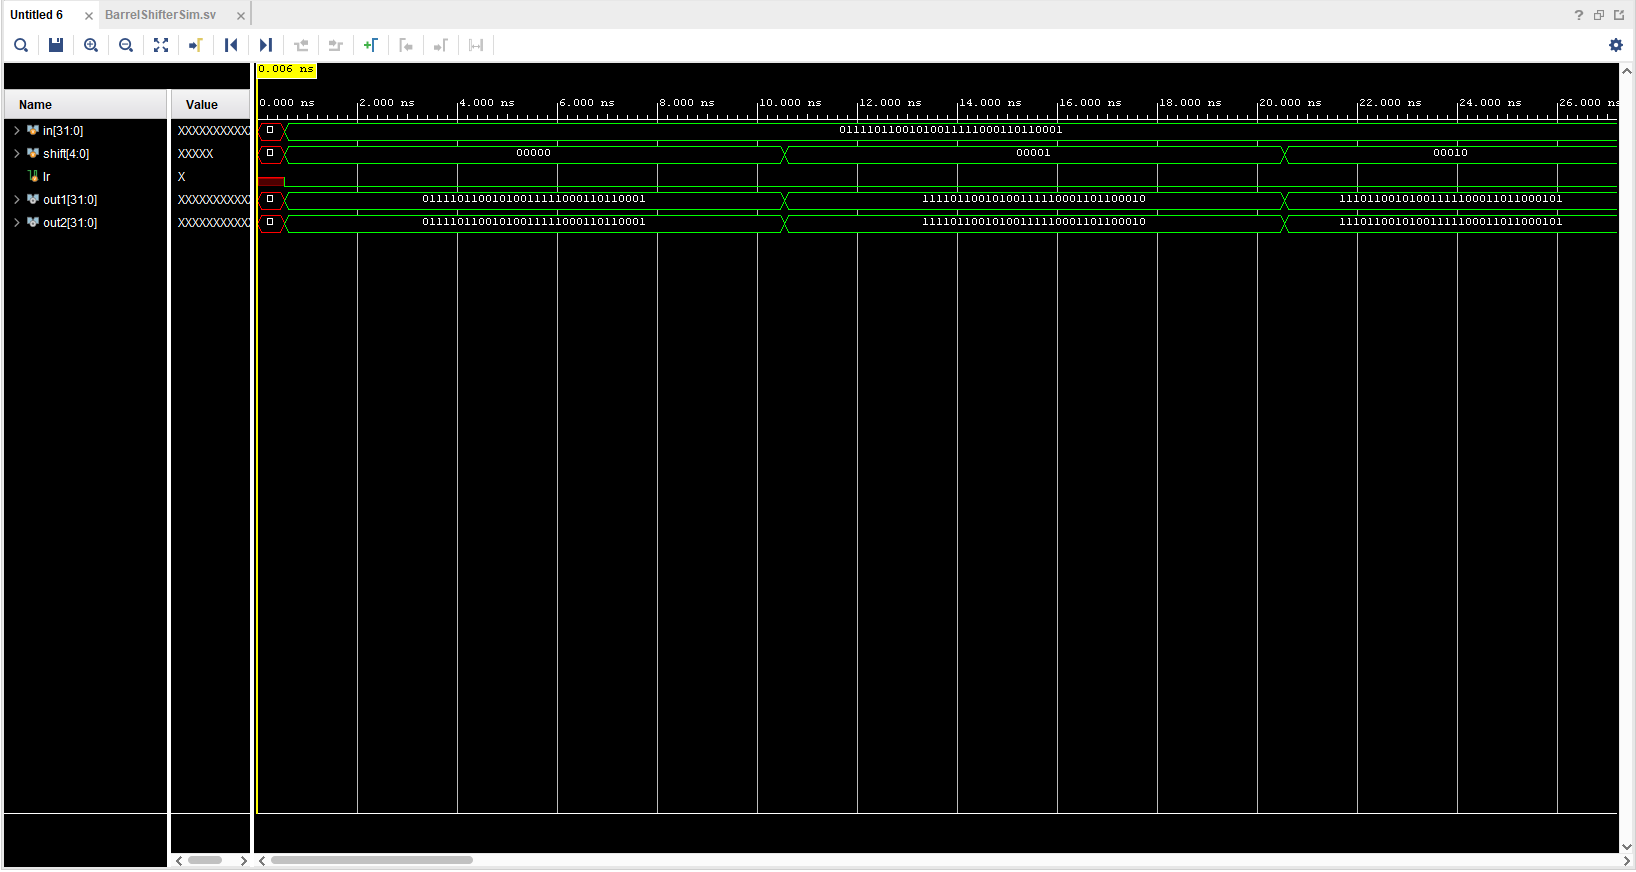 Untitled 6
BarrelShifterSim.sv
0.006 ns
Name
Value
0.000 ns 2.000 ns 4.000 ns 6.000 ns 8.000 ns 10.000 ns 12.000 ns 14.000 ns 16.000 ns 18.000 ns 20.000 ns 22.000 ns 24.000 ns 26.000 ns
in[31:0] XXXXXXXXXX 01111011001010011111000110110001
shift[4:0] XXXXX 00000 00001 00010
lr X
out1[31:0] XXXXXXXXXX 01111011001010011111000110110001 11110110010100111110001101100010 11101100101001111100011011000101
out2[31:0] XXXXXXXXXX 01111011001010011111000110110001 11110110010100111110001101100010 11101100101001111100011011000101